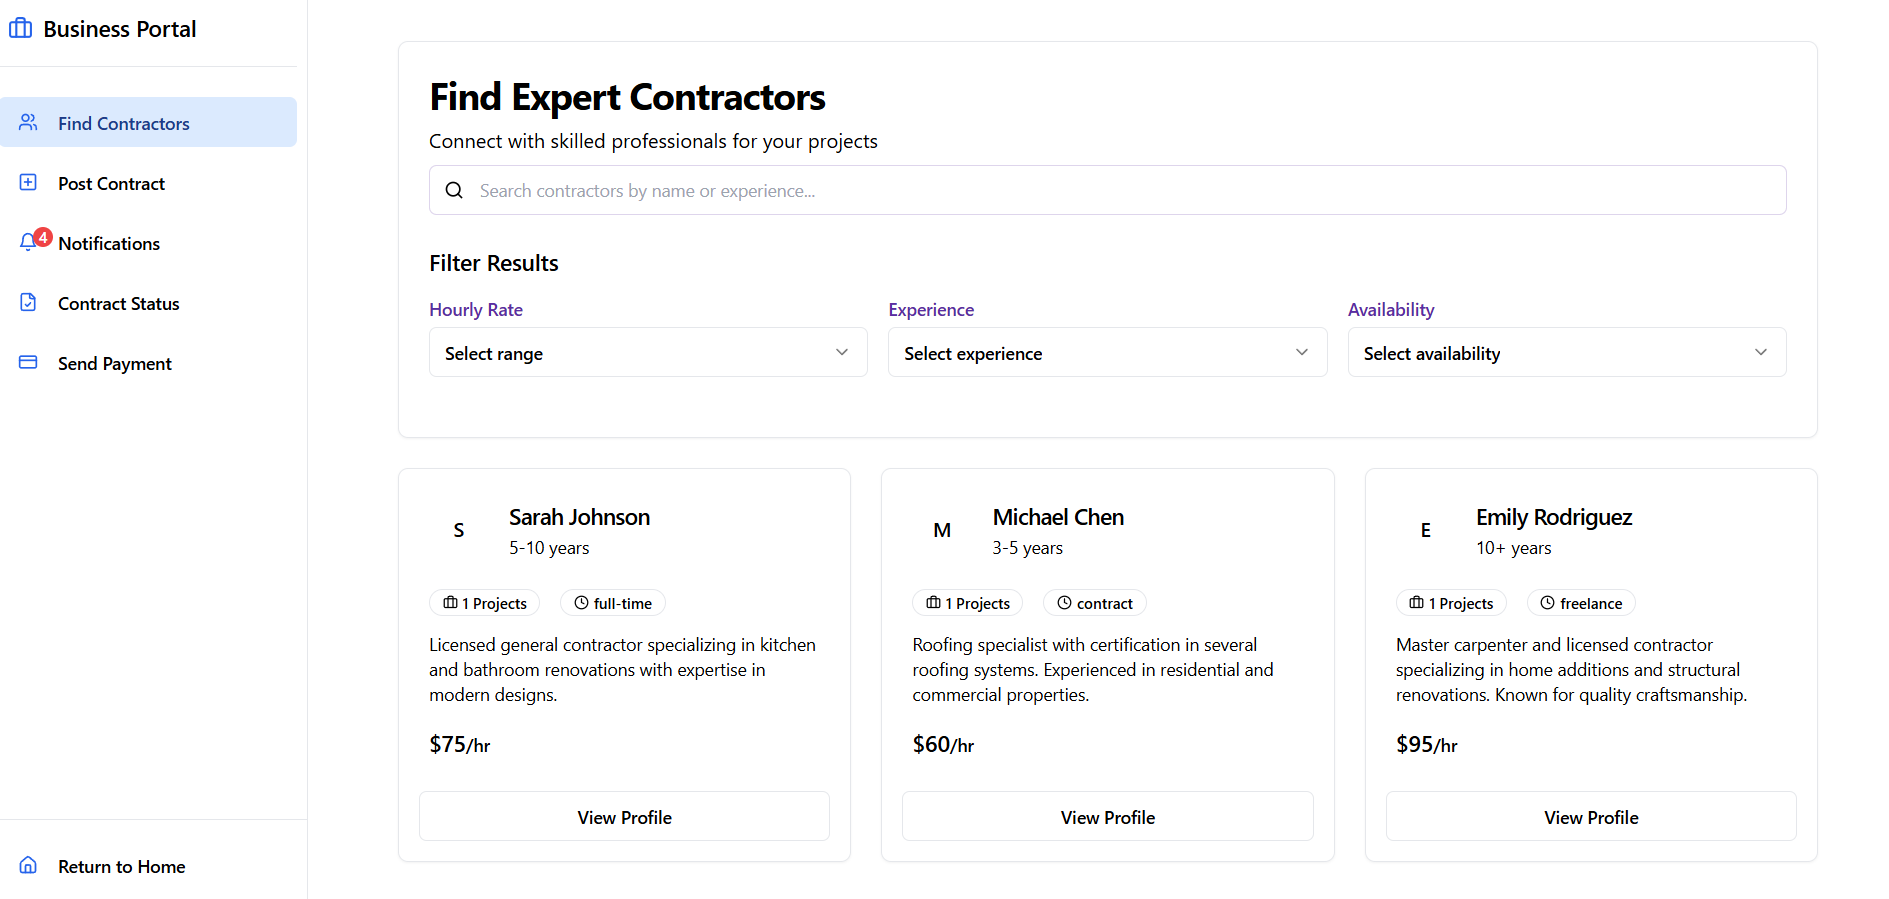 Business Portal
Find Contractors
Post Contract
4
Notifications
Contract Status
Send Payment
Return to Home
Find Expert Contractors
Connect with skilled professionals for your projects
Search contractors by name or experience...
Filter Results
Hourly Rate
Select range
Experience
Select experience
Availability
Select availability
S
Sarah Johnson
5-10 years
1 Projects
full-time
Licensed general contractor specializing in kitchen
and bathroom renovations with expertise in
modern designs.
$75/hr
View Profile
M
Michael Chen
3-5 years
1 Projects
contract
Roofing specialist with certification in several
roofing systems. Experienced in residential and
commercial properties.
$60/hr
View Profile
E
Emily Rodriguez
10+ years
1 Projects
freelance
Master carpenter and licensed contractor
specializing in home additions and structural
renovations. Known for quality craftsmanship.
$95/hr
View Profile